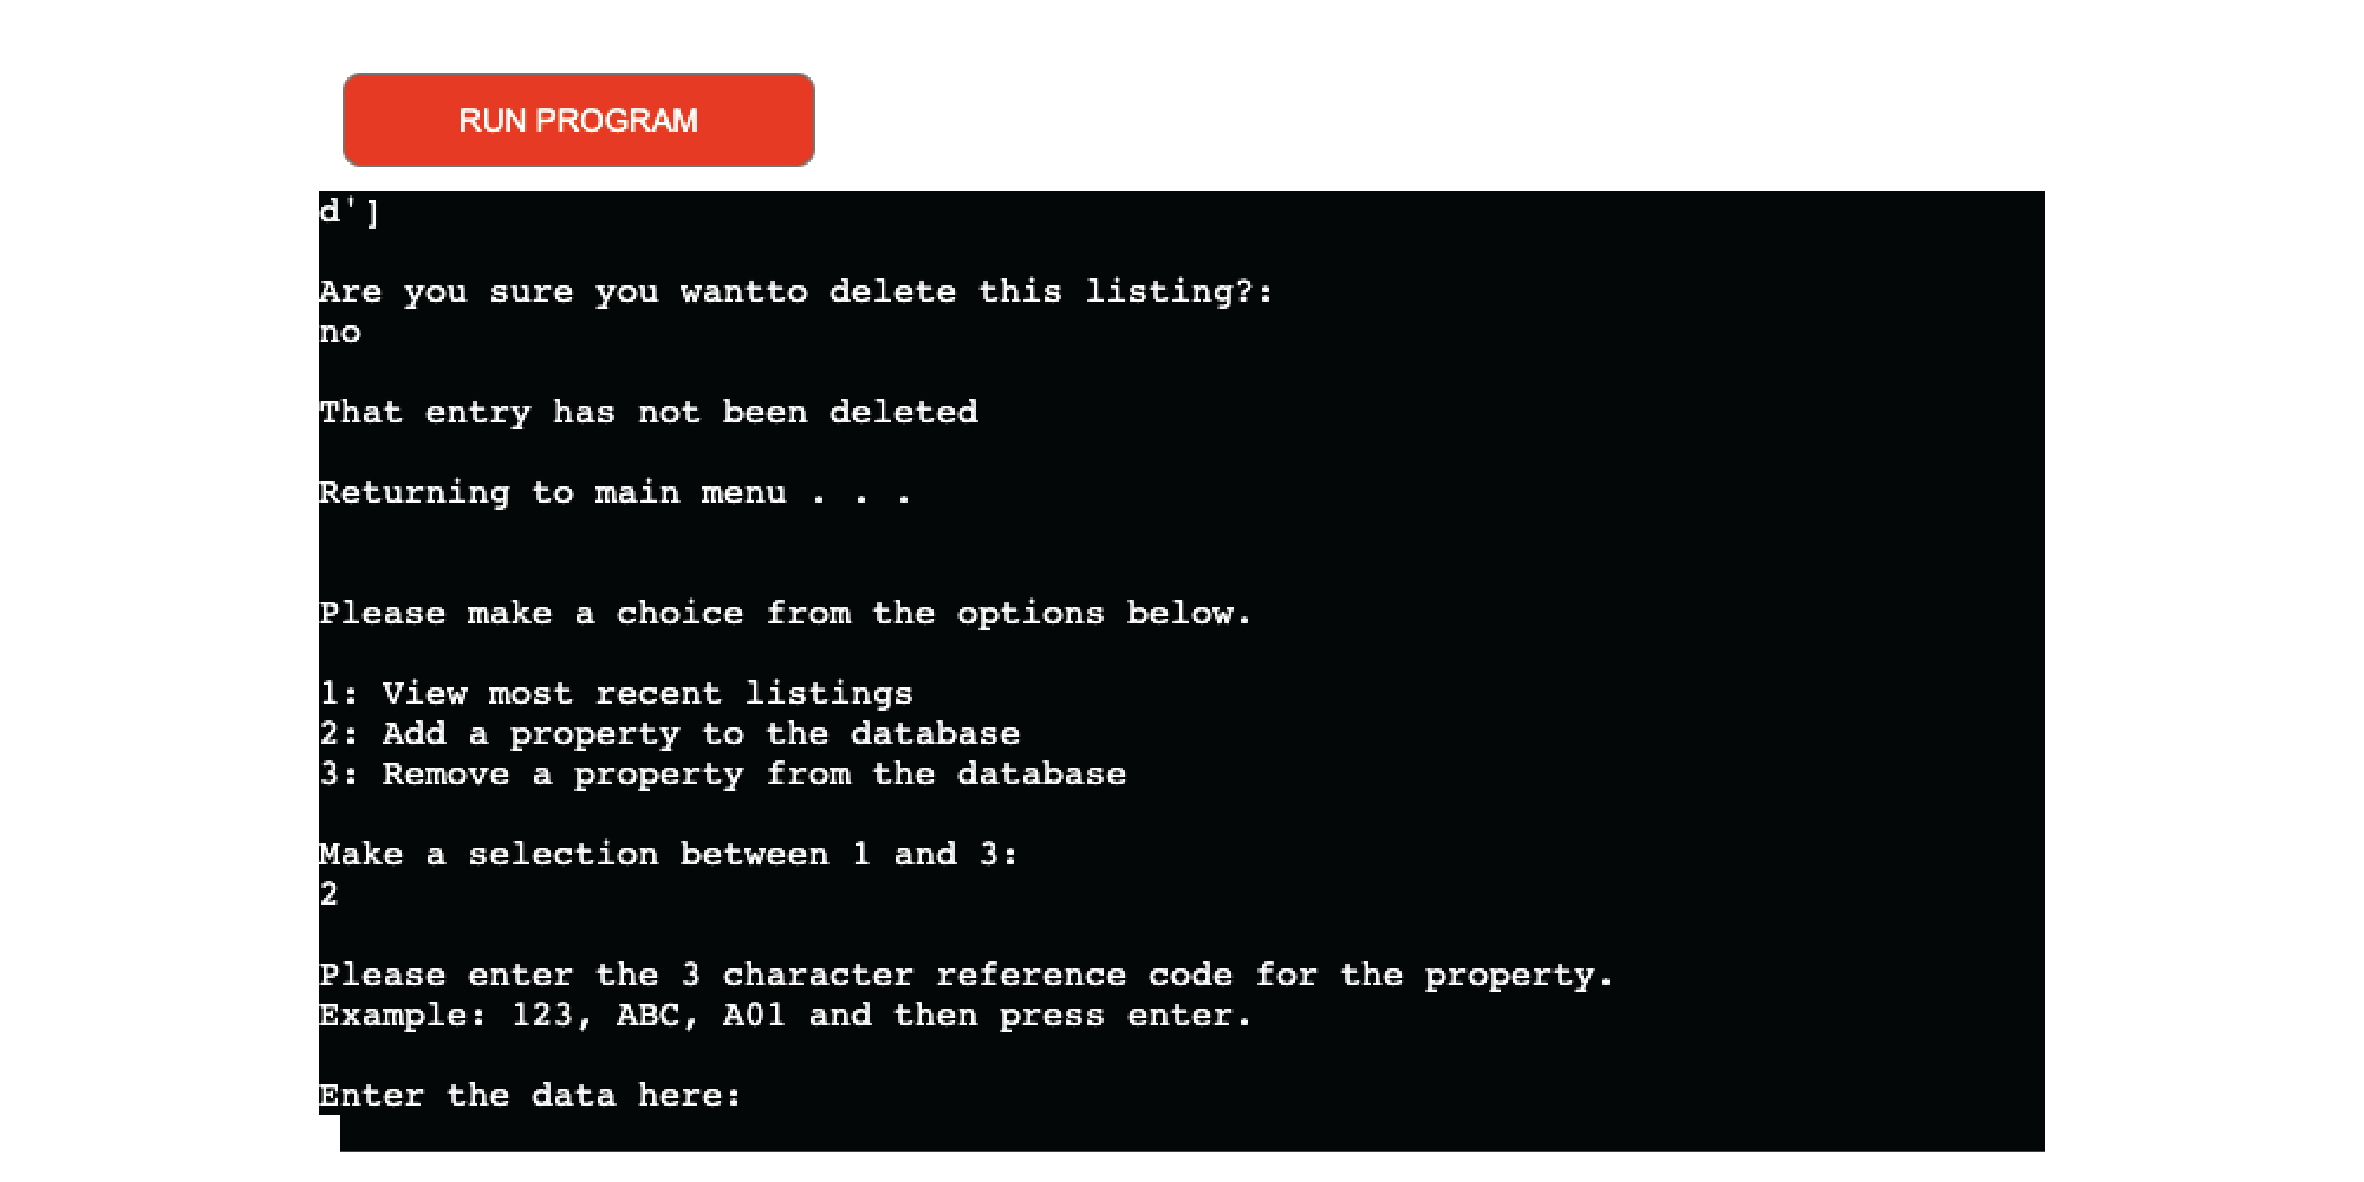 RUN PROGRAM
d']
Are you sure you wantto delete this listing?:
no
That entry has not been deleted
Returning to main menu . . .
Please make a choice from the options below.
1: View most recent listings
2: Add a property to the database
3: Remove a property from the database
Make a selection between 1 and 3:
2
Please enter the 3 character reference code for the property.
Example: 123, ABC, A01 and then press enter.
Enter the data here: